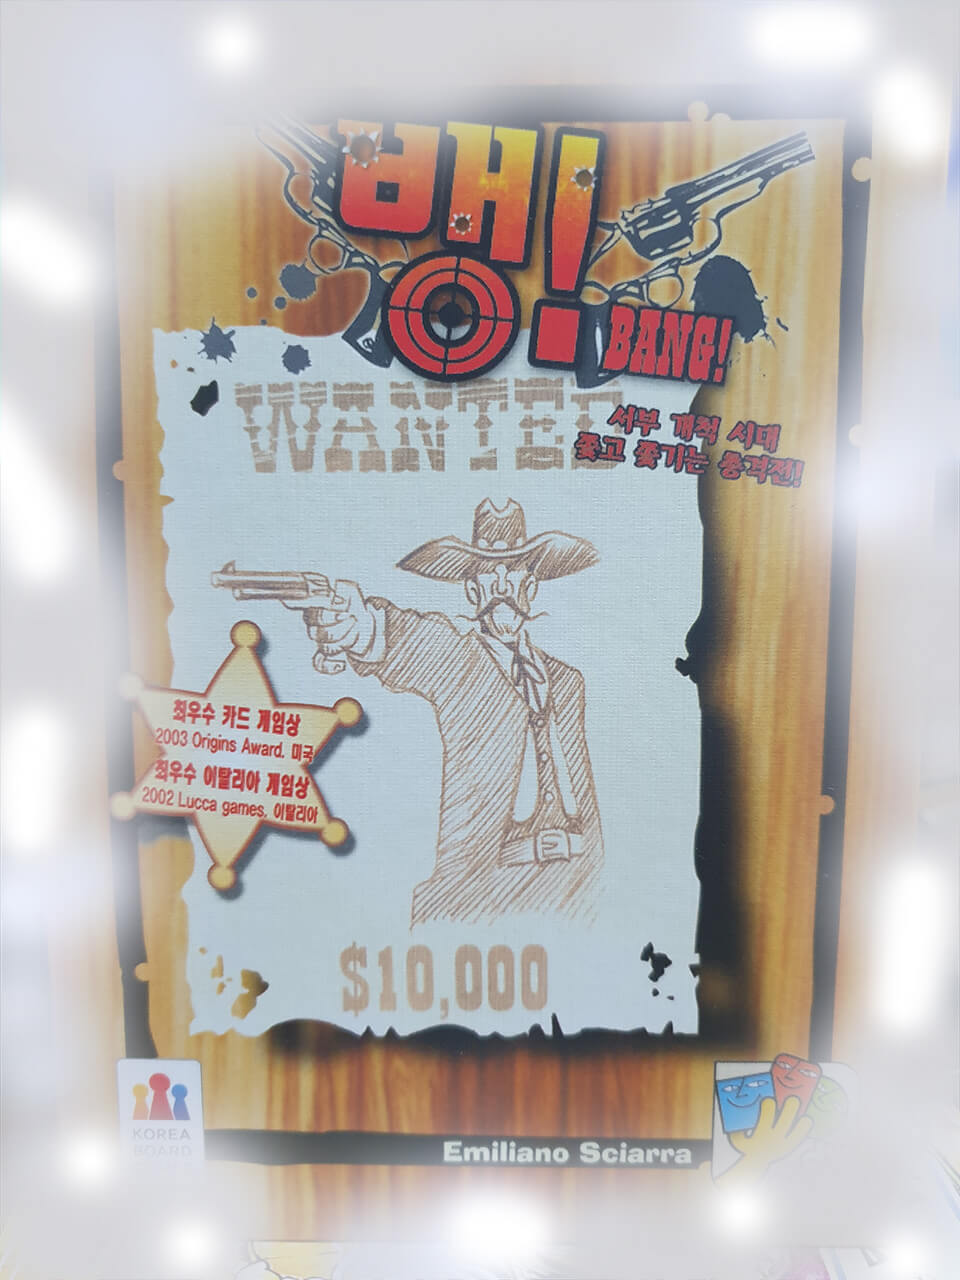 뱅!
BANG!
WANTED
서부 개척 시대
쫓고 쫓기는 총격전!
최우수 카드 게임상
2003 Origins Award, 미국
최우수 이탈리아 게임상
2002 Lucca games, 이탈리아
$10,000
KOREA
BOARD
Emiliano Sciarra